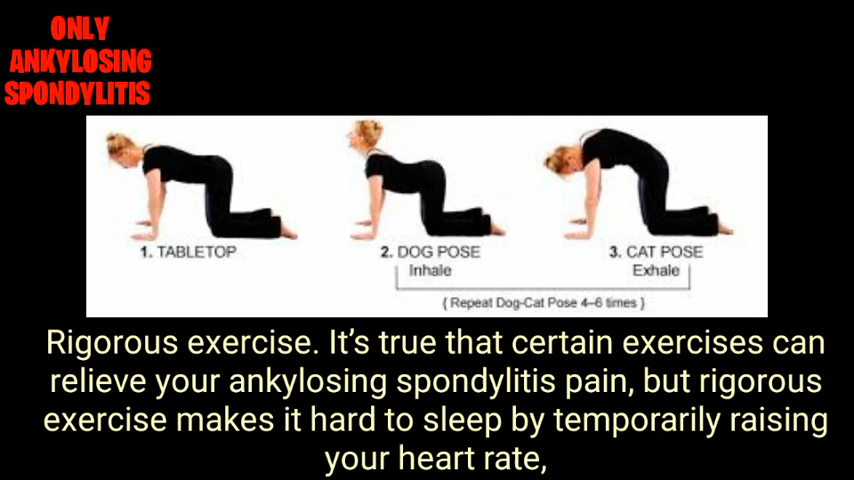 ONLY
ANKYLOSING
SPONDYLITIS
1. TABLETOP
2. DOG POSE
Inhale
3. CAT POSE
Exhale
{ Repeat Dog-Cat Pose 4–6 times }
Rigorous exercise. It’s true that certain exercises can
relieve your ankylosing spondylitis pain, but rigorous
exercise makes it hard to sleep by temporarily raising
your heart rate,